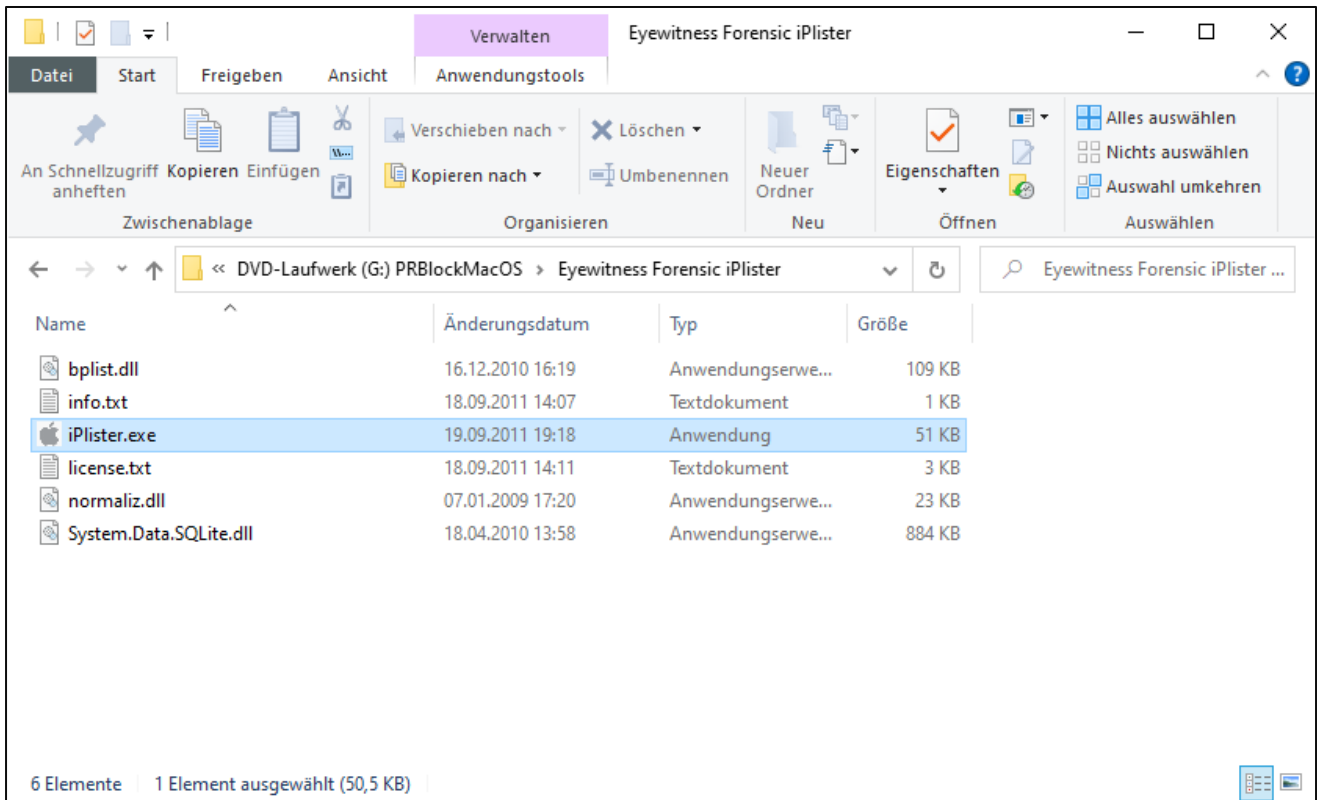 Verwalten Eyewitness Forensic iPlister
Datei Start Freigeben Ansicht Anwendungstools
An Schnellzugriff anheften
Kopieren
Einfügen
Zwischenablage
Verschieben nach
Kopieren nach
Löschen
Umbenennen
Organisieren
Neuer Ordner
Neu
Eigenschaften
Öffnen
Alles auswählen
Nichts auswählen
Auswahl umkehren
Auswählen
« DVD-Laufwerk (G:) PRBlockMacOS › Eyewitness Forensic iPlister
Eyewitness Forensic iPlister ...
Name Änderungsdatum Typ Größe
bplist.dll 16.12.2010 16:19 Anwendungserwe... 109 KB
info.txt 18.09.2011 14:07 Textdokument 1 KB
iPlister.exe 19.09.2011 19:18 Anwendung 51 KB
license.txt 18.09.2011 14:11 Textdokument 3 KB
normaliz.dll 07.01.2009 17:20 Anwendungserwe... 23 KB
System.Data.SQLite.dll 18.04.2010 13:58 Anwendungserwe... 884 KB
6 Elemente 1 Element ausgewählt (50,5 KB)